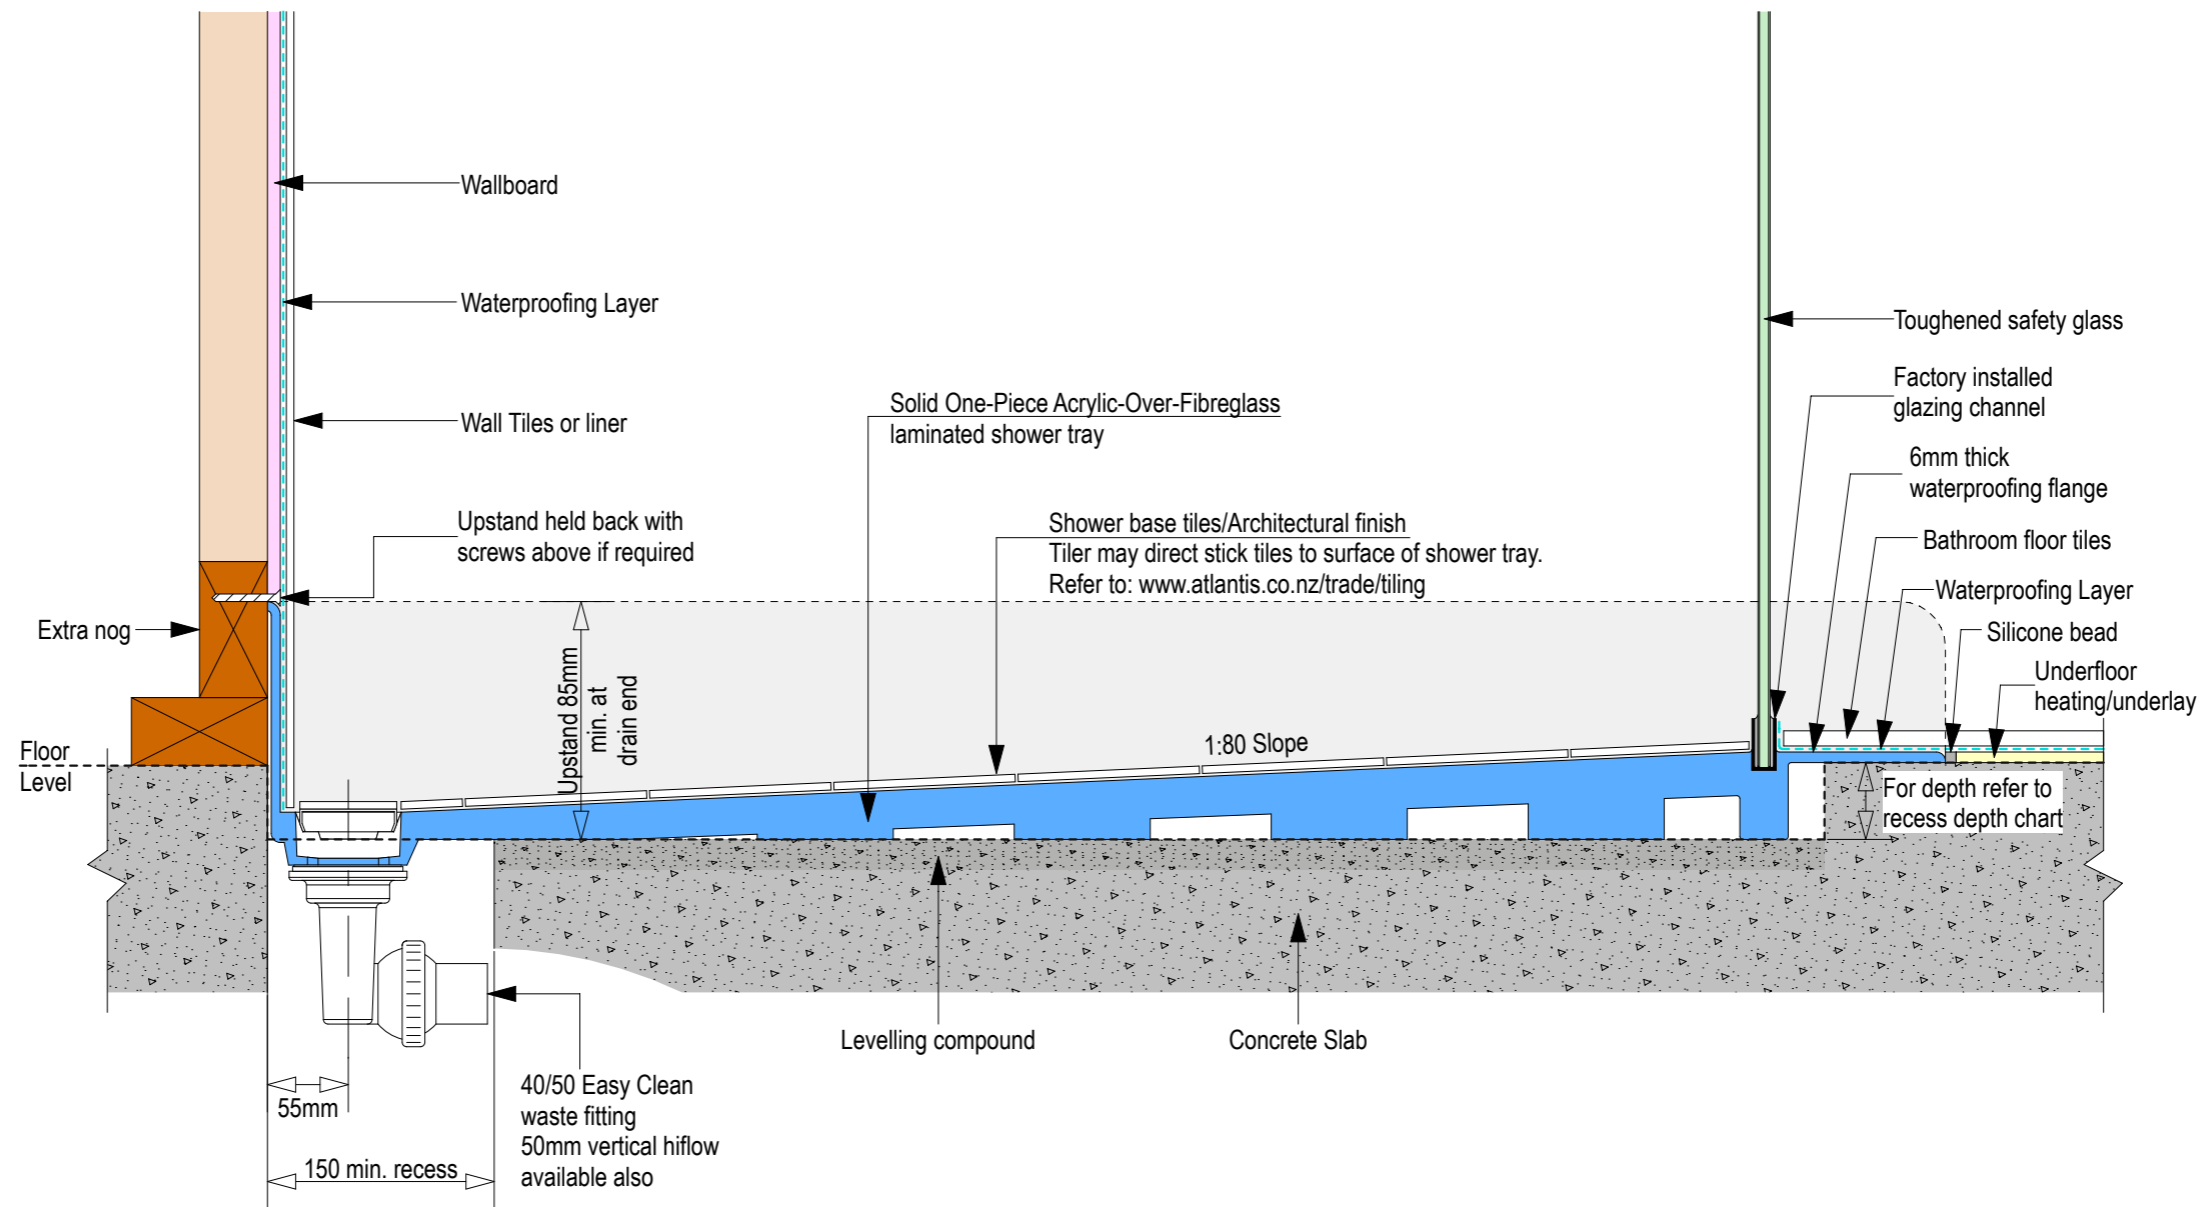 Wallboard
Waterproofing Layer
Wall Tiles or liner
Upstand held back with
screws above if required
Extra nog
Floor
Level
Upstand 85mm
min. at
drain end
Solid One-Piece Acrylic-Over-Fibreglass
laminated shower tray
Shower base tiles/Architectural finish
Tiler may direct stick tiles to surface of shower tray.
Refer to: www.atlantis.co.nz/trade/tiling
1:80 Slope
Toughened safety glass
Factory installed
glazing channel
6mm thick
waterproofing flange
Bathroom floor tiles
Waterproofing Layer
Silicone bead
Underfloor
heating/underlay
For depth refer to
recess depth chart
Levelling compound
Concrete Slab
40/50 Easy Clean
waste fitting
50mm vertical hiflow
available also
55mm
150 min. recess